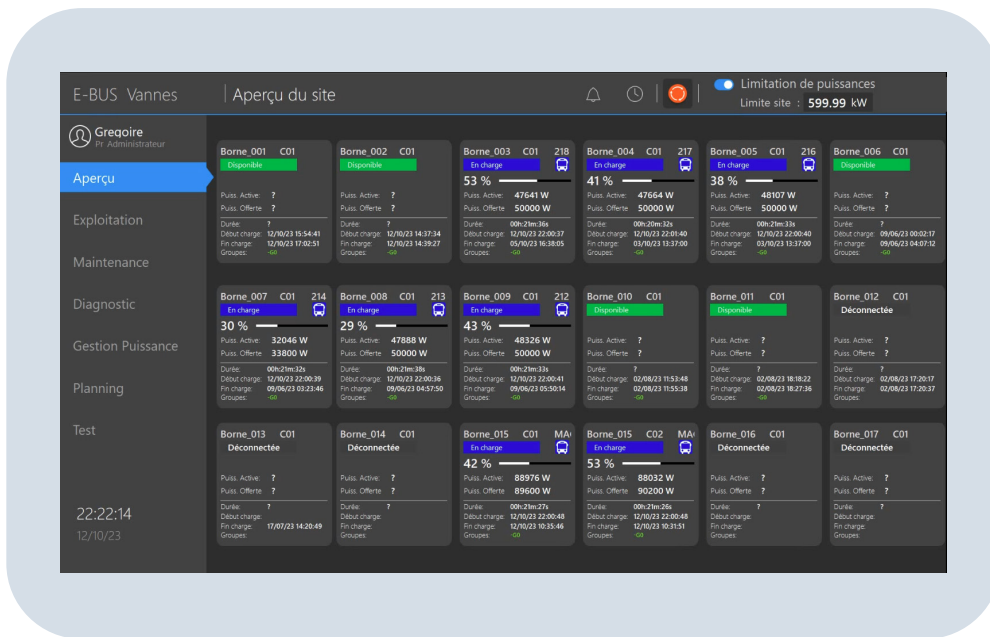 E-BUS Vannes
Aperçu du site
Limitation de puissances
Limite site : 599.99 kW
Gregoire
Pr Administrateur
Aperçu
Exploitation
Maintenance
Diagnostic
Gestion Puissance
Planning
Test
22:22:14
12/10/23
Borne_001 C01
Disponible
Puiss. Active: ?
Puiss. Offerte ?
Durée: ?
Début charge: 12/10/23 15:54:41
Fin charge: 12/10/23 17:02:51
Groupes: -G0
Borne_002 C01
Disponible
Puiss. Active: ?
Puiss. Offerte ?
Durée: ?
Début charge: 12/10/23 14:37:34
Fin charge: 12/10/23 14:39:27
Groupes: -G0
Borne_003 C01 218
En charge
53 %
Puiss. Active: 47641 W
Puiss. Offerte 50000 W
Durée: 00h:21m:36s
Début charge: 12/10/23 22:00:37
Fin charge: 05/10/23 16:38:05
Groupes: -G0
Borne_004 C01 217
En charge
41 %
Puiss. Active: 47664 W
Puiss. Offerte 50000 W
Durée: 00h:20m:32s
Début charge: 12/10/23 22:01:40
Fin charge: 03/10/23 13:37:00
Groupes: -G0
Borne_005 C01 216
En charge
38 %
Puiss. Active: 48107 W
Puiss. Offerte 50000 W
Durée: 00h:21m:33s
Début charge: 12/10/23 22:00:40
Fin charge: 03/10/23 13:37:00
Groupes: -G0
Borne_006 C01
Disponible
Puiss. Active: ?
Puiss. Offerte ?
Durée: ?
Début charge: 09/06/23 00:02:17
Fin charge: 09/06/23 04:07:12
Groupes: -G0
Borne_007 C01 214
En charge
30 %
Puiss. Active: 32046 W
Puiss. Offerte 33800 W
Durée: 00h:21m:32s
Début charge: 12/10/23 22:00:39
Fin charge: 09/06/23 03:23:46
Groupes: -G0
Borne_008 C01 213
En charge
29 %
Puiss. Active: 47888 W
Puiss. Offerte 50000 W
Durée: 00h:21m:38s
Début charge: 12/10/23 22:00:36
Fin charge: 09/06/23 04:57:50
Groupes: -G0
Borne_009 C01 212
En charge
43 %
Puiss. Active: 48326 W
Puiss. Offerte 50000 W
Durée: 00h:21m:33s
Début charge: 12/10/23 22:00:41
Fin charge: 09/06/23 05:50:14
Groupes: -G0
Borne_010 C01
Disponible
Puiss. Active: ?
Puiss. Offerte ?
Durée: ?
Début charge: 02/08/23 11:53:48
Fin charge: 02/08/23 11:55:38
Groupes: -G0
Borne_011 C01
Disponible
Puiss. Active: ?
Puiss. Offerte ?
Durée: ?
Début charge: 02/08/23 18:18:22
Fin charge: 02/08/23 18:27:36
Groupes: -G0
Borne_012 C01
Déconnectée
Puiss. Active: ?
Puiss. Offerte ?
Durée: ?
Début charge: 02/08/23 17:20:17
Fin charge: 02/08/23 17:20:37
Groupes:
Borne_013 C01
Déconnectée
Puiss. Active: ?
Puiss. Offerte ?
Durée: ?
Début charge:
Fin charge: 17/07/23 14:20:49
Groupes:
Borne_014 C01
Déconnectée
Puiss. Active: ?
Puiss. Offerte ?
Durée: ?
Début charge:
Fin charge:
Groupes:
Borne_015 C01 MA
En charge
42 %
Puiss. Active: 88976 W
Puiss. Offerte 89600 W
Durée: 00h:21m:27s
Début charge: 12/10/23 22:00:48
Fin charge: 12/10/23 10:35:46
Groupes: -G0
Borne_015 C02 MA
En charge
53 %
Puiss. Active: 88032 W
Puiss. Offerte 90200 W
Durée: 00h:21m:26s
Début charge: 12/10/23 22:00:48
Fin charge: 12/10/23 10:31:51
Groupes: -G0
Borne_016 C01
Déconnectée
Puiss. Active: ?
Puiss. Offerte ?
Durée: ?
Début charge:
Fin charge:
Groupes:
Borne_017 C01
Déconnectée
Puiss. Active: ?
Puiss. Offerte ?
Durée: ?
Début charge:
Fin charge:
Groupes: